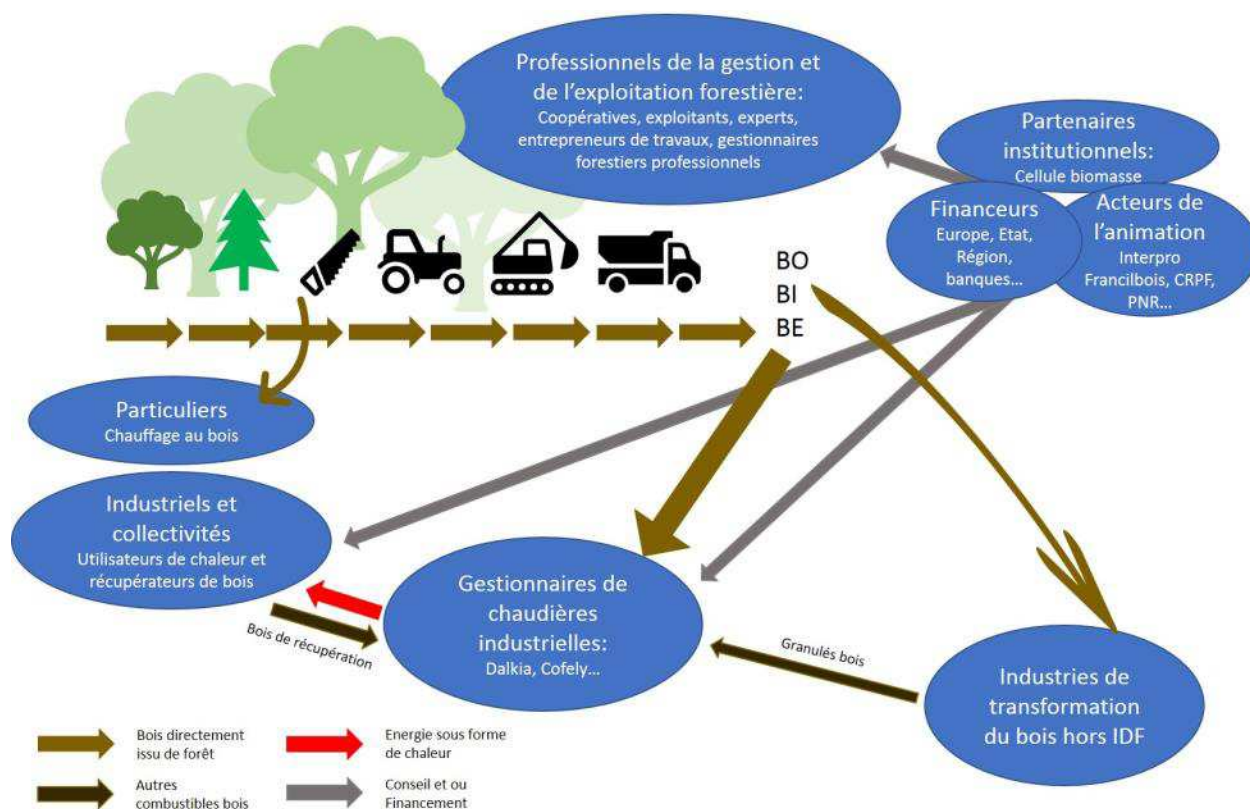 Professionnels de la gestion et
de l'exploitation forestière:
Coopératives, exploitants, experts,
entrepreneurs de travaux, gestionnaires
forestiers professionnels
Partenaires
institutionnels:
Cellule biomasse
Financeurs
Europe, Etat,
Région,
banques...
Acteurs de
l'animation
Interpro
Francilbois, CRPF,
PNR...
BO
BI
BE
Particuliers
Chauffage au bois
Industriels et
collectivités
Utilisateurs de chaleur et
récupérateurs de bois
Bois de récupération
Gestionnaires de
chaudières
industrielles:
Dalkia, Cofely...
Granulés bois
Industries de
transformation
du bois hors IDF
Bois directement
issu de forêt
Energie sous forme
de chaleur
Autres
combustibles bois
Conseil et ou
Financement